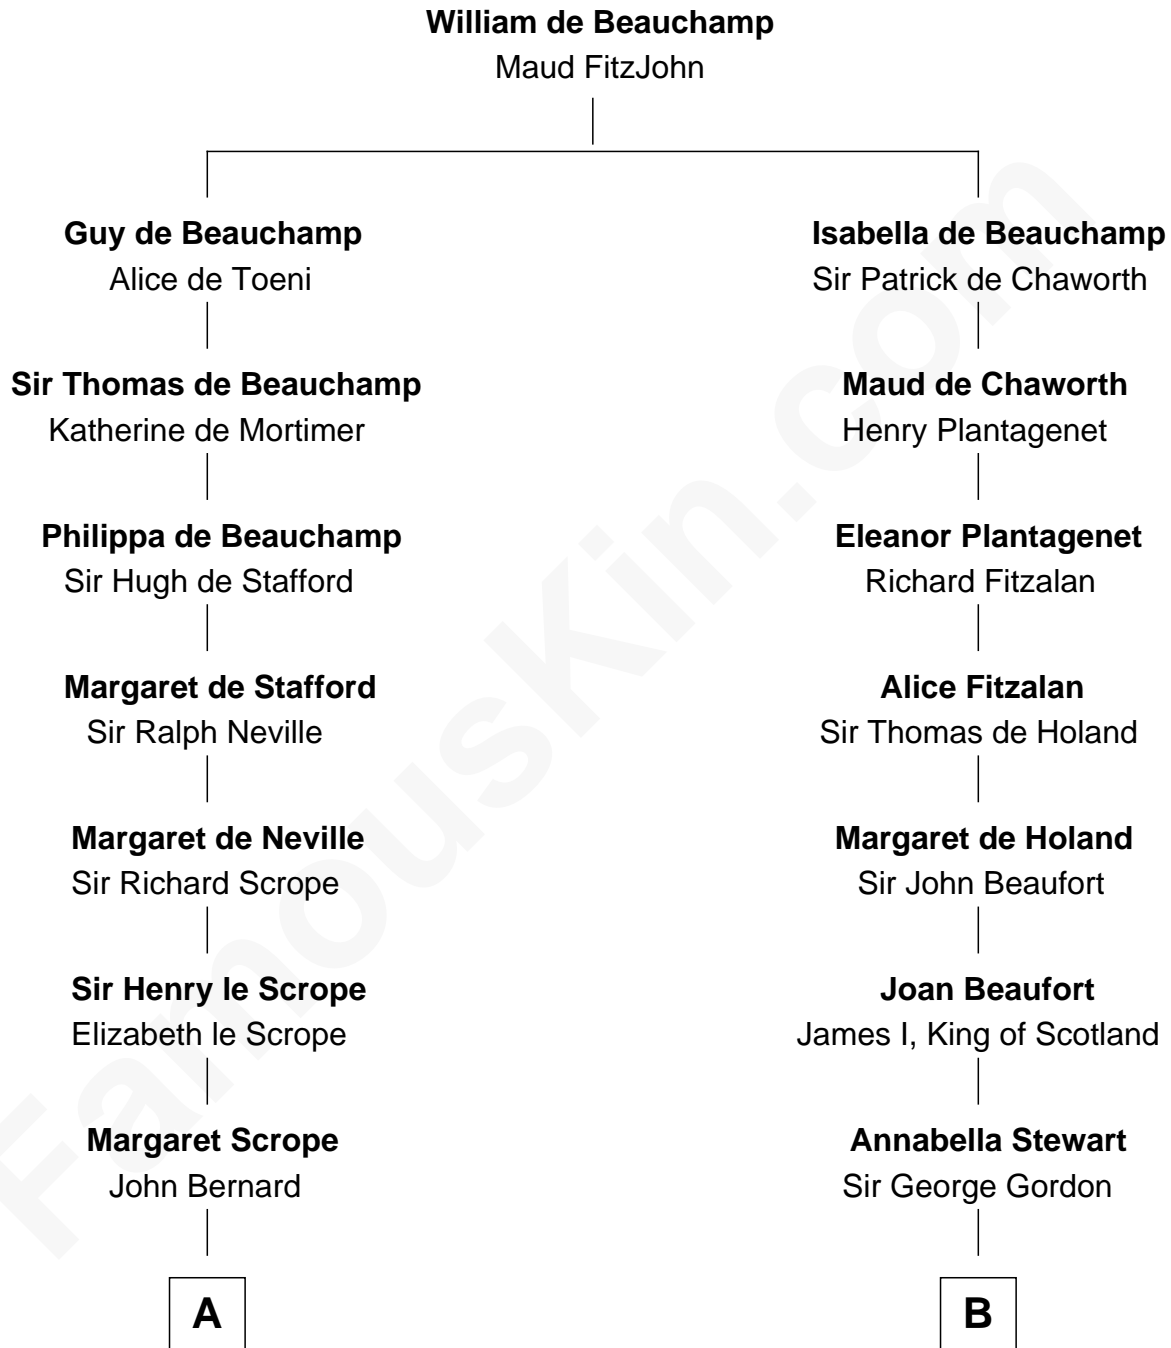 William de Beauchamp
Maud FitzJohn
Guy de Beauchamp
Alice de Toeni
Isabella de Beauchamp
Sir Patrick de Chaworth
Sir Thomas de Beauchamp
Katherine de Mortimer
Maud de Chaworth
Henry Plantagenet
Philippa de Beauchamp
Sir Hugh de Stafford
Eleanor Plantagenet
Richard Fitzalan
Margaret de Stafford
Sir Ralph Neville
Alice Fitzalan
Sir Thomas de Holand
Margaret de Neville
Sir Richard Scrope
Margaret de Holand
Sir John Beaufort
Sir Henry le Scrope
Elizabeth le Scrope
Joan Beaufort
James I, King of Scotland
Margaret Scrope
John Bernard
Annabella Stewart
Sir George Gordon
A
B
FamousKin.com